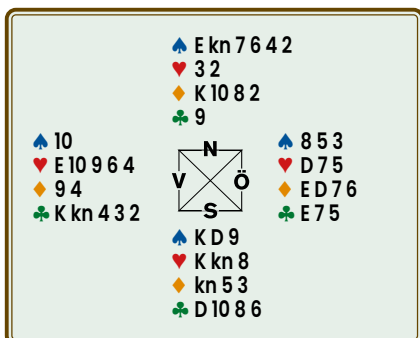 ♠ E kn 7 6 4 2
♥ 3 2
♦ K 10 8 2
♣ 9
♠ 10
♥ E 10 9 6 4
♦ 9 4
♣ K kn 4 3 2
N
V Ö
S
♠ 8 5 3
♥ D 7 5
♦ E D 7 6
♣ E 7 5
♠ K D 9
♥ K kn 8
♦ kn 5 3
♣ D 10 8 6